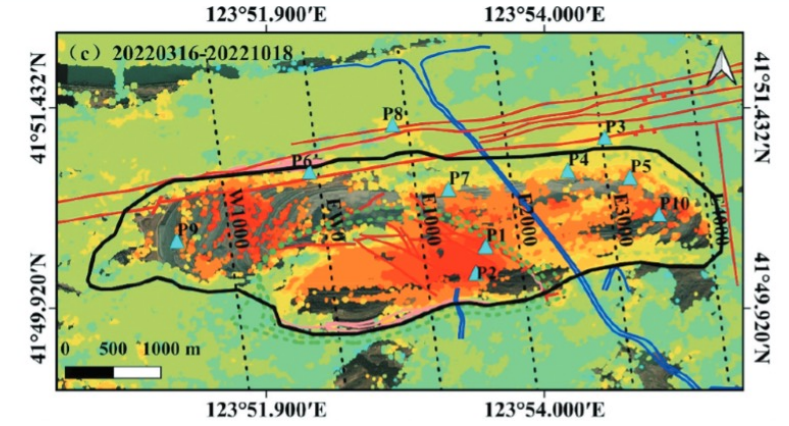 123°51.900′E 123°54.000′E
(c) 20220316-20221018
41°51.432′N
41°51.432′N
P8
P3
P6
P4
P7
P5
W1000
EW0
E1000
E2000
E3000
E4000
P10
P9
P1
P2
41°49.920′N
41°49.920′N
0 500 1000 m
123°51.900′E 123°54.000′E